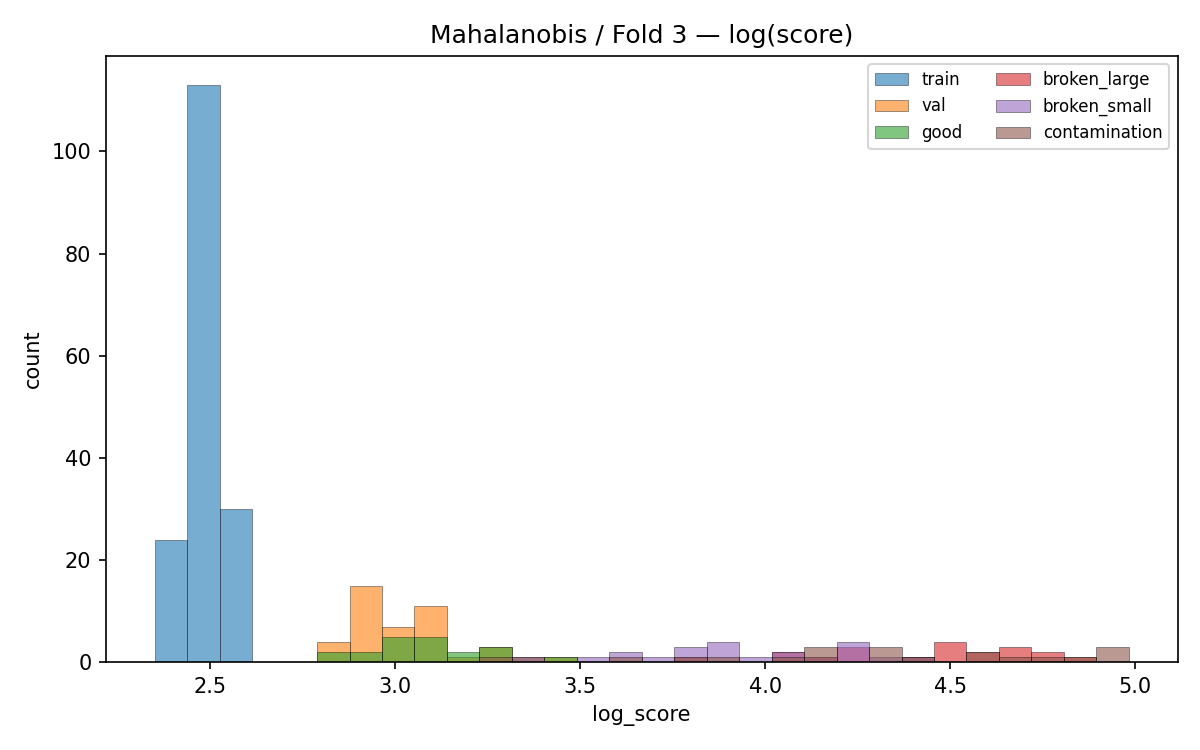 Mahalanobis / Fold 3 — log(score)
train
val
good
broken_large
broken_small
contamination
100
80
60
40
20
0
count
2.5 3.0 3.5 4.0 4.5 5.0
log_score